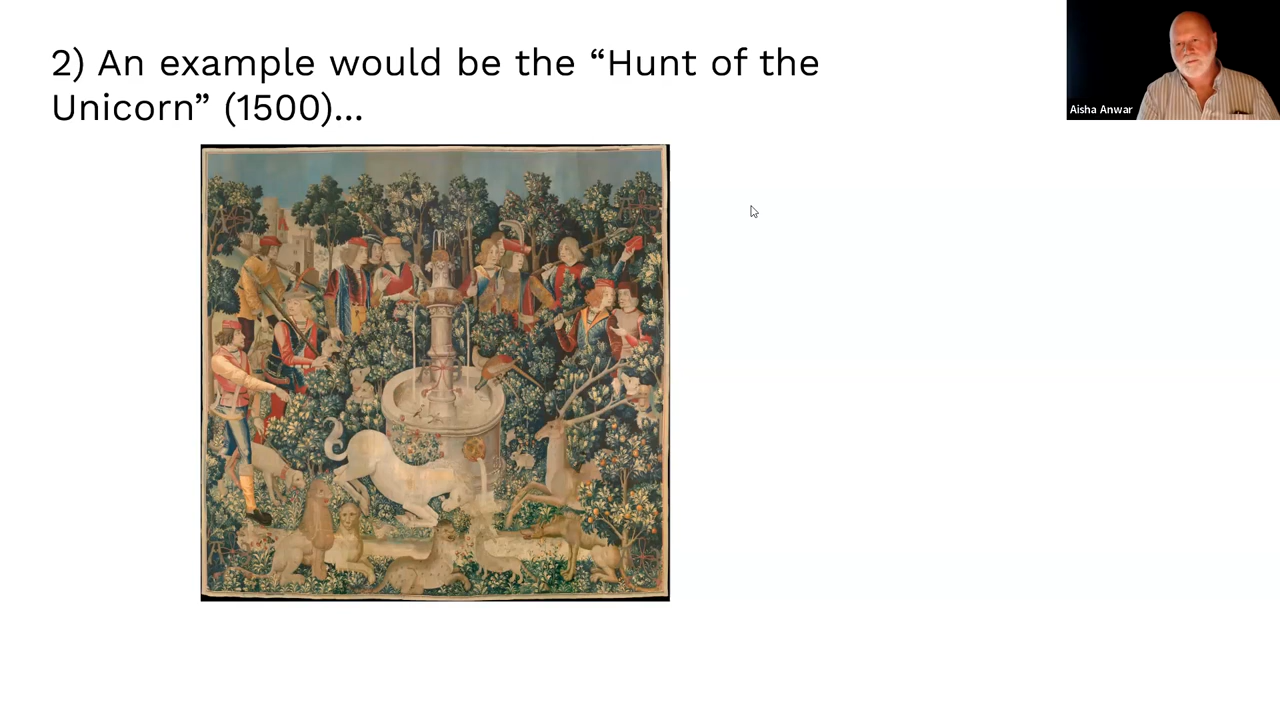 2) An example would be the “Hunt of the
Unicorn” (1500)...
Aisha Anwar